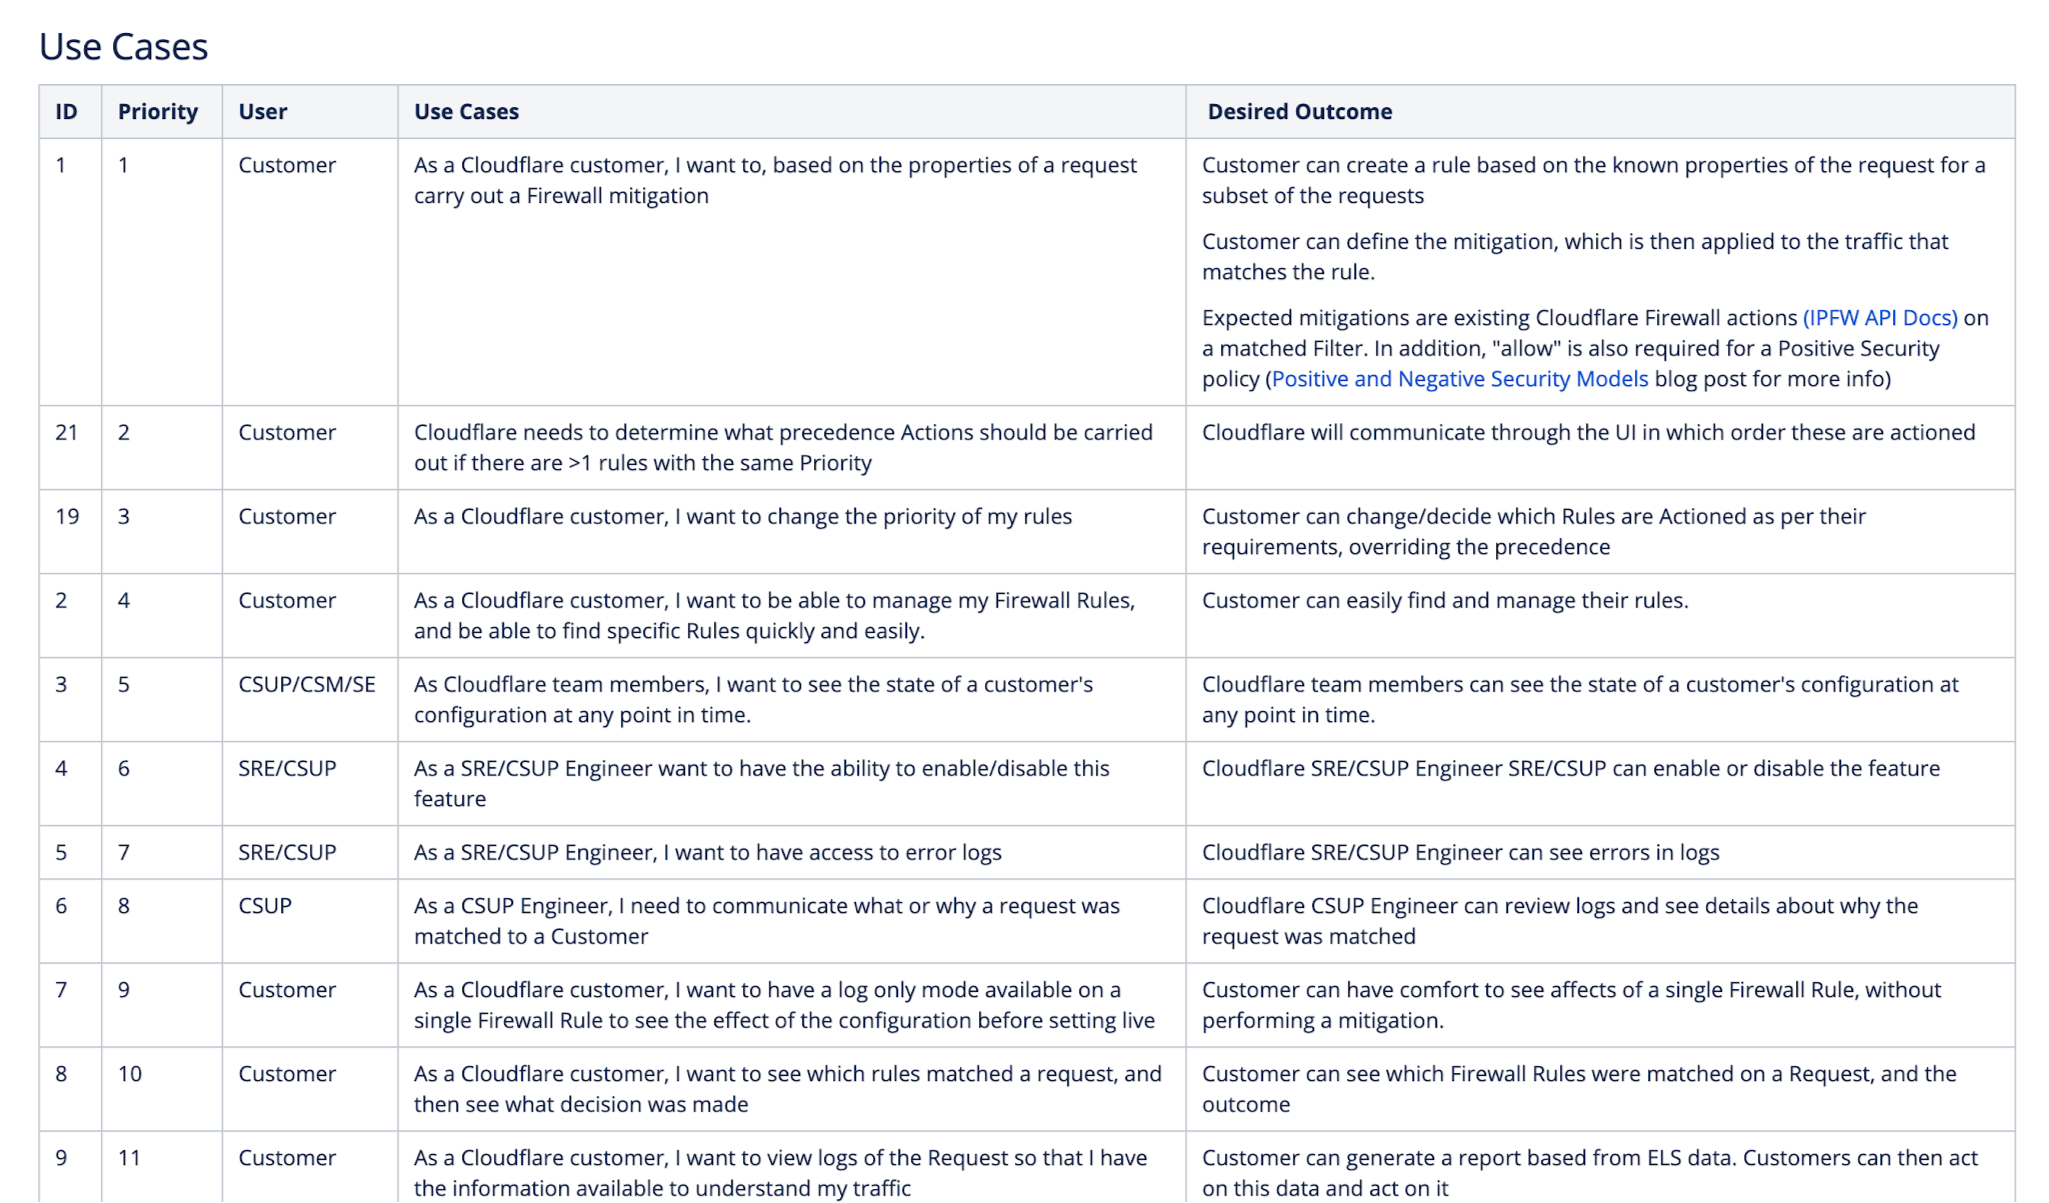 Use Cases
ID Priority User Use Cases Desired Outcome
1 1 Customer As a Cloudflare customer, I want to, based on the properties of a request
carry out a Firewall mitigation
Customer can create a rule based on the known properties of the request for a
subset of the requests
Customer can define the mitigation, which is then applied to the traffic that
matches the rule.
Expected mitigations are existing Cloudflare Firewall actions (IPFW API Docs) on
a matched Filter. In addition, "allow" is also required for a Positive Security
policy (Positive and Negative Security Models blog post for more info)
21 2 Customer Cloudflare needs to determine what precedence Actions should be carried
out if there are >1 rules with the same Priority
Cloudflare will communicate through the UI in which order these are actioned
19 3 Customer As a Cloudflare customer, I want to change the priority of my rules
Customer can change/decide which Rules are Actioned as per their
requirements, overriding the precedence
2 4 Customer As a Cloudflare customer, I want to be able to manage my Firewall Rules,
and be able to find specific Rules quickly and easily.
Customer can easily find and manage their rules.
3 5 CSUP/CSM/SE As Cloudflare team members, I want to see the state of a customer's
configuration at any point in time.
Cloudflare team members can see the state of a customer's configuration at
any point in time.
4 6 SRE/CSUP As a SRE/CSUP Engineer want to have the ability to enable/disable this
feature
Cloudflare SRE/CSUP Engineer SRE/CSUP can enable or disable the feature
5 7 SRE/CSUP As a SRE/CSUP Engineer, I want to have access to error logs
Cloudflare SRE/CSUP Engineer can see errors in logs
6 8 CSUP As a CSUP Engineer, I need to communicate what or why a request was
matched to a Customer
Cloudflare CSUP Engineer can review logs and see details about why the
request was matched
7 9 Customer As a Cloudflare customer, I want to have a log only mode available on a
single Firewall Rule to see the effect of the configuration before setting live
Customer can have comfort to see affects of a single Firewall Rule, without
performing a mitigation.
8 10 Customer As a Cloudflare customer, I want to see which rules matched a request, and
then see what decision was made
Customer can see which Firewall Rules were matched on a Request, and the
outcome
9 11 Customer As a Cloudflare customer, I want to view logs of the Request so that I have
the information available to understand my traffic
Customer can generate a report based from ELS data. Customers can then act
on this data and act on it